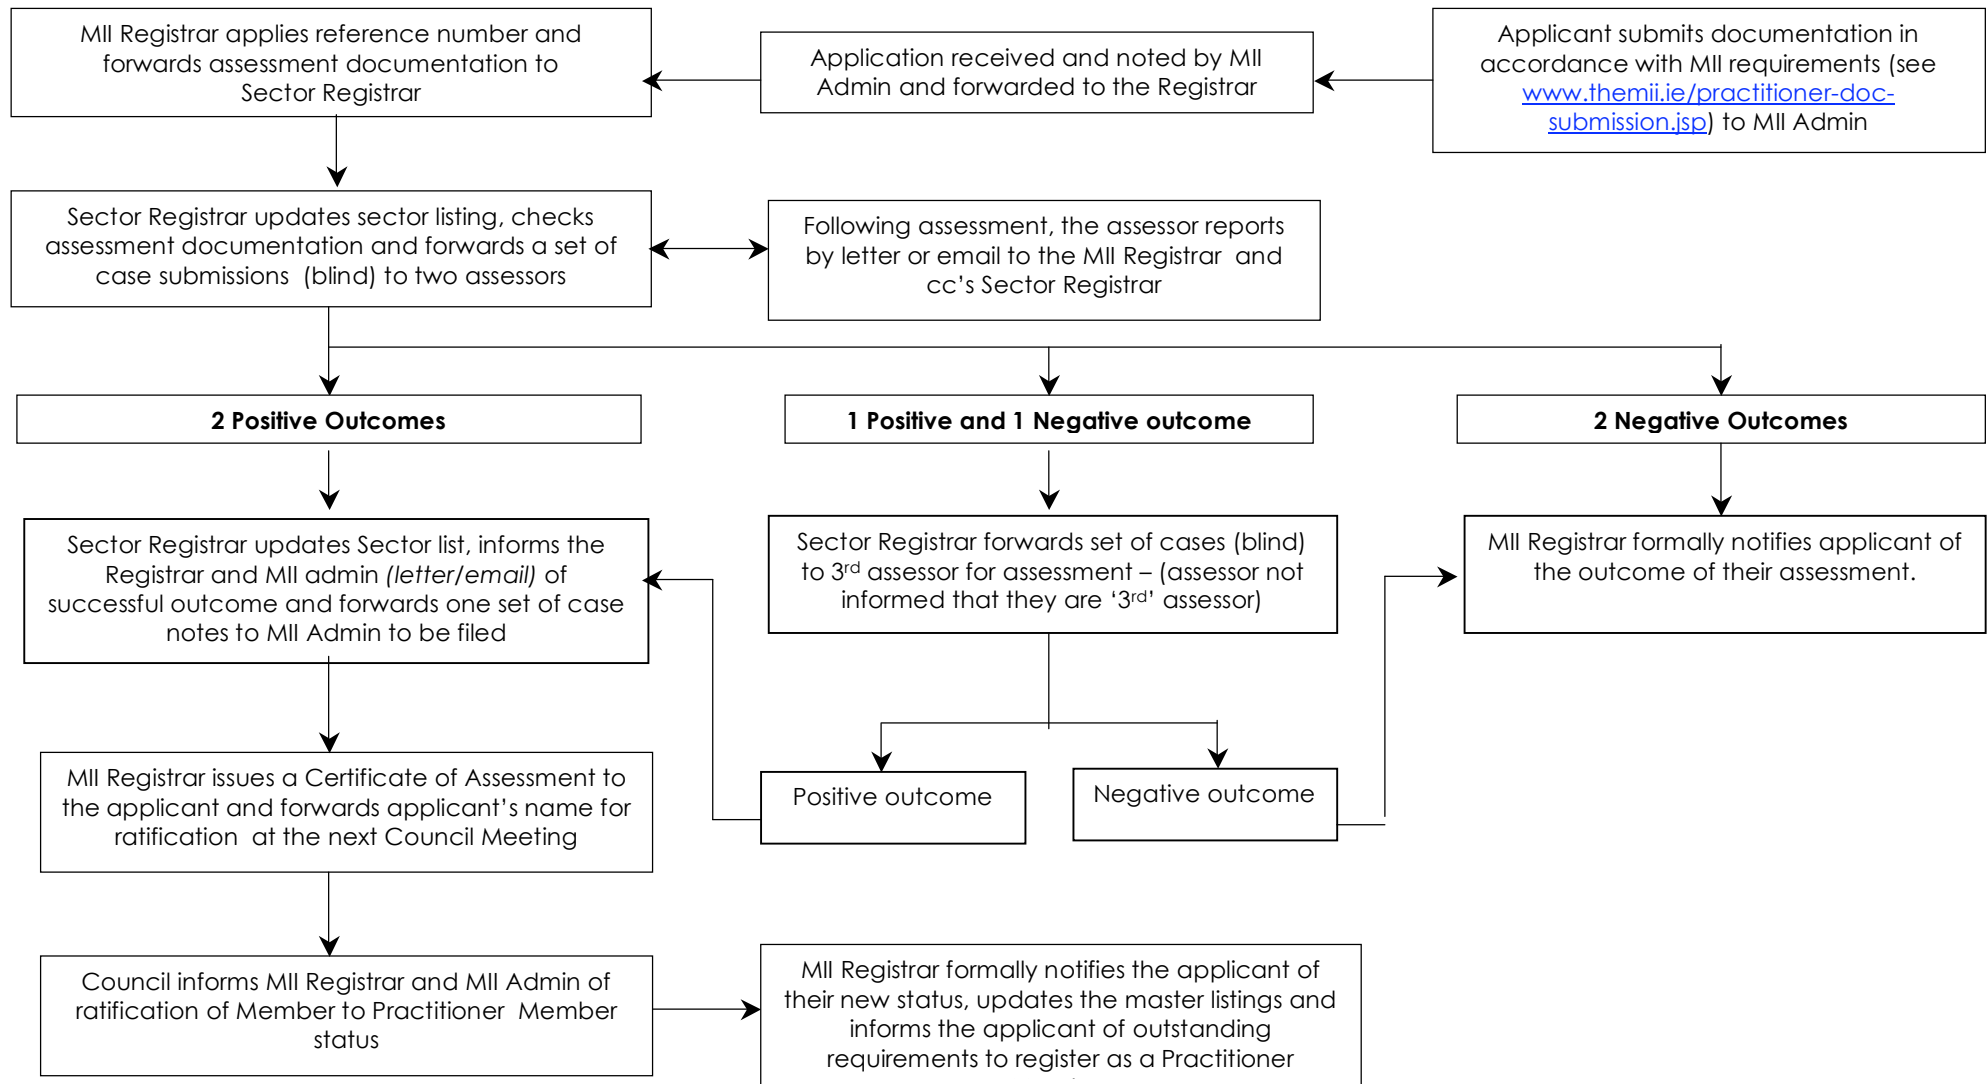 MII Registrar applies reference number and
forwards assessment documentation to
Sector Registrar
Application received and noted by MII
Admin and forwarded to the Registrar
Applicant submits documentation in
accordance with MII requirements (see
www.themii.ie/practitioner-doc-
submission.jsp) to MII Admin
Sector Registrar updates sector listing, checks
assessment documentation and forwards a set of
case submissions (blind) to two assessors
Following assessment, the assessor reports
by letter or email to the MII Registrar and
cc's Sector Registrar
2 Positive Outcomes
1 Positive and 1 Negative outcome
2 Negative Outcomes
Sector Registrar updates Sector list, informs the
Registrar and MII admin (letter/email) of
successful outcome and forwards one set of case
notes to MII Admin to be filed
Sector Registrar forwards set of cases (blind)
to 3rd assessor for assessment – (assessor not
informed that they are ‘3rd’ assessor)
MII Registrar formally notifies applicant of
the outcome of their assessment.
MII Registrar issues a Certificate of Assessment to
the applicant and forwards applicant’s name for
ratification at the next Council Meeting
Positive outcome
Negative outcome
Council informs MII Registrar and MII Admin of
ratification of Member to Practitioner Member
status
MII Registrar formally notifies the applicant of
their new status, updates the master listings and
informs the applicant of outstanding
requirements to register as a Practitioner